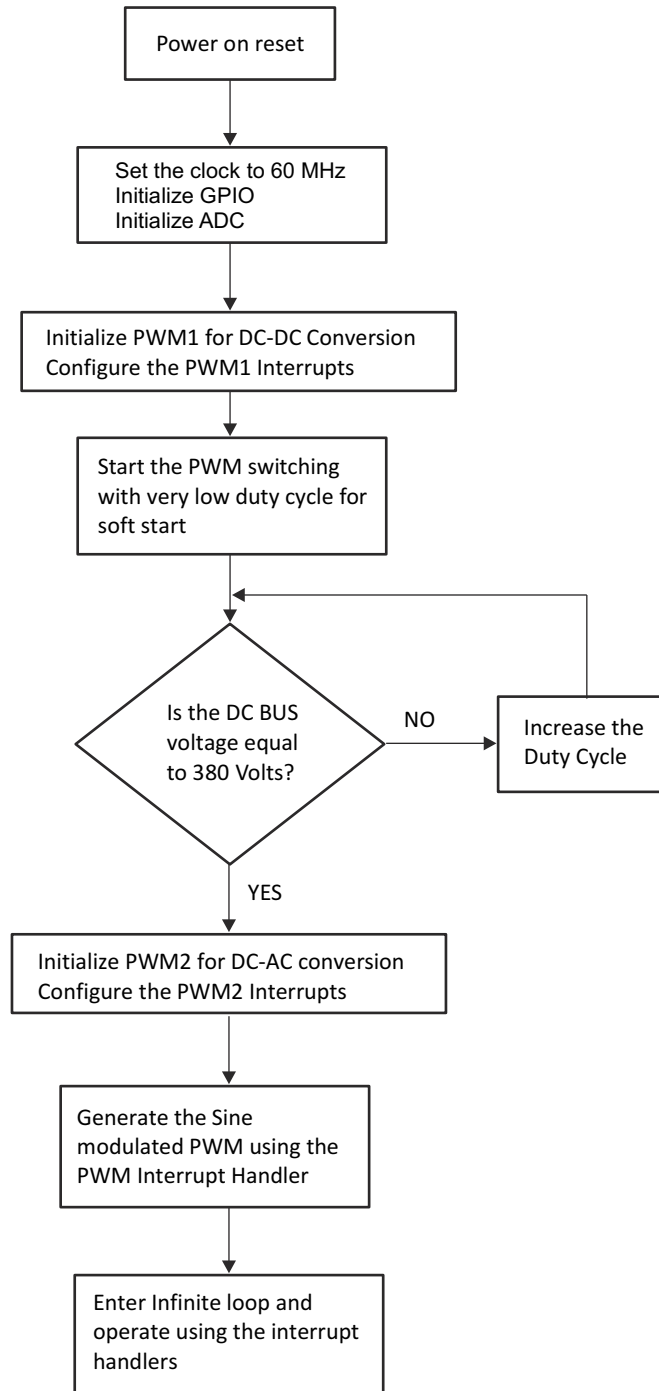 Power on reset
Set the clock to 60 MHz
Initialize GPIO
Initialize ADC
Initialize PWM1 for DC-DC Conversion
Configure the PWM1 Interrupts
Start the PWM switching
with very low duty cycle for
soft start
Is the DC BUS
voltage equal
to 380 Volts?
NO
Increase the
Duty Cycle
YES
Initialize PWM2 for DC-AC conversion
Configure the PWM2 Interrupts
Generate the Sine
modulated PWM using the
PWM Interrupt Handler
Enter Infinite loop and
operate using the interrupt
handlers